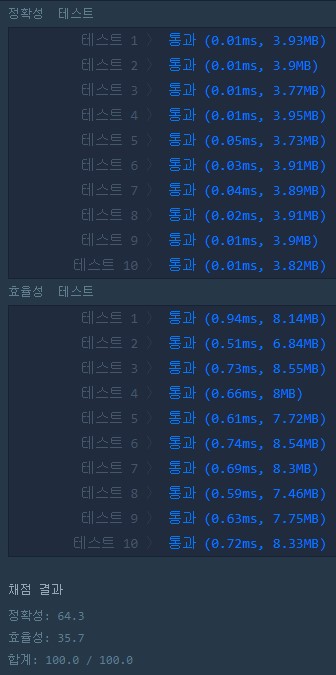 정확성 테스트
테스트 1 〉 통과 (0.01ms, 3.93MB)
테스트 2 〉 통과 (0.01ms, 3.9MB)
테스트 3 〉 통과 (0.01ms, 3.77MB)
테스트 4 〉 통과 (0.01ms, 3.95MB)
테스트 5 〉 통과 (0.05ms, 3.73MB)
테스트 6 〉 통과 (0.03ms, 3.91MB)
테스트 7 〉 통과 (0.04ms, 3.89MB)
테스트 8 〉 통과 (0.02ms, 3.91MB)
테스트 9 〉 통과 (0.01ms, 3.9MB)
테스트 10 〉 통과 (0.01ms, 3.82MB)
효율성 테스트
테스트 1 〉 통과 (0.94ms, 8.14MB)
테스트 2 〉 통과 (0.51ms, 6.84MB)
테스트 3 〉 통과 (0.73ms, 8.55MB)
테스트 4 〉 통과 (0.66ms, 8MB)
테스트 5 〉 통과 (0.61ms, 7.72MB)
테스트 6 〉 통과 (0.74ms, 8.54MB)
테스트 7 〉 통과 (0.69ms, 8.3MB)
테스트 8 〉 통과 (0.59ms, 7.46MB)
테스트 9 〉 통과 (0.63ms, 7.75MB)
테스트 10 〉 통과 (0.72ms, 8.33MB)
채점 결과
정확성: 64.3
효율성: 35.7
합계: 100.0 / 100.0